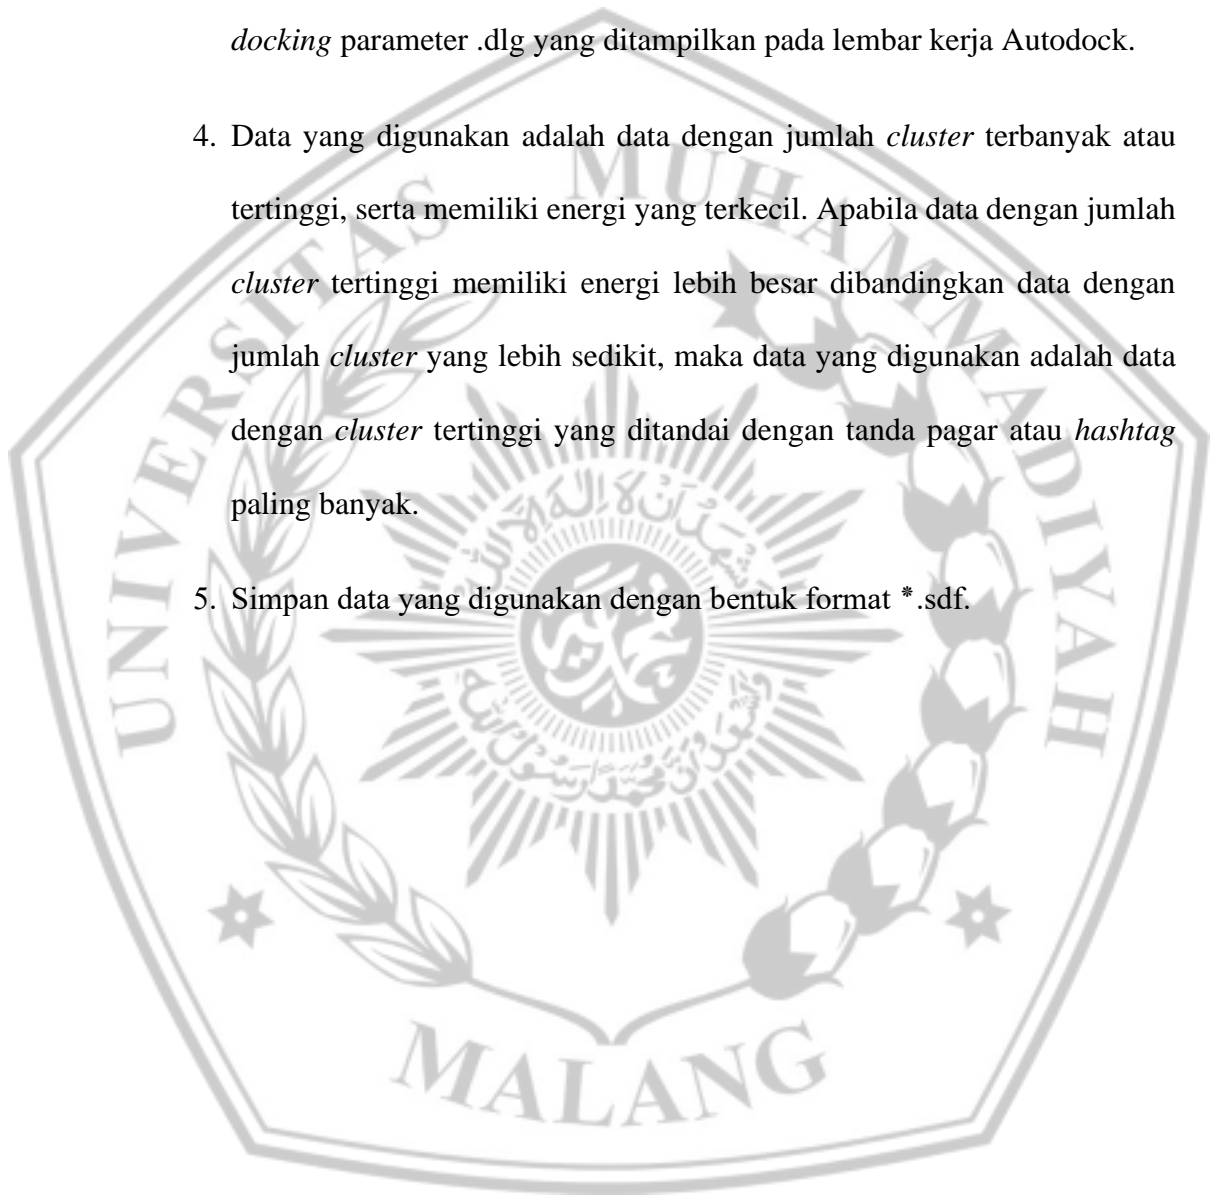 docking parameter .dlg yang ditampilkan pada lembar kerja Autodock.
4. Data yang digunakan adalah data dengan jumlah cluster terbanyak atau
tertinggi, serta memiliki energi yang terkecil. Apabila data dengan jumlah
cluster tertinggi memiliki energi lebih besar dibandingkan data dengan
jumlah cluster yang lebih sedikit, maka data yang digunakan adalah data
dengan cluster tertinggi yang ditandai dengan tanda pagar atau hashtag
paling banyak.
5. Simpan data yang digunakan dengan bentuk format *.sdf.
UNIVERSITAS MUHAMMADIYAH
MALANG